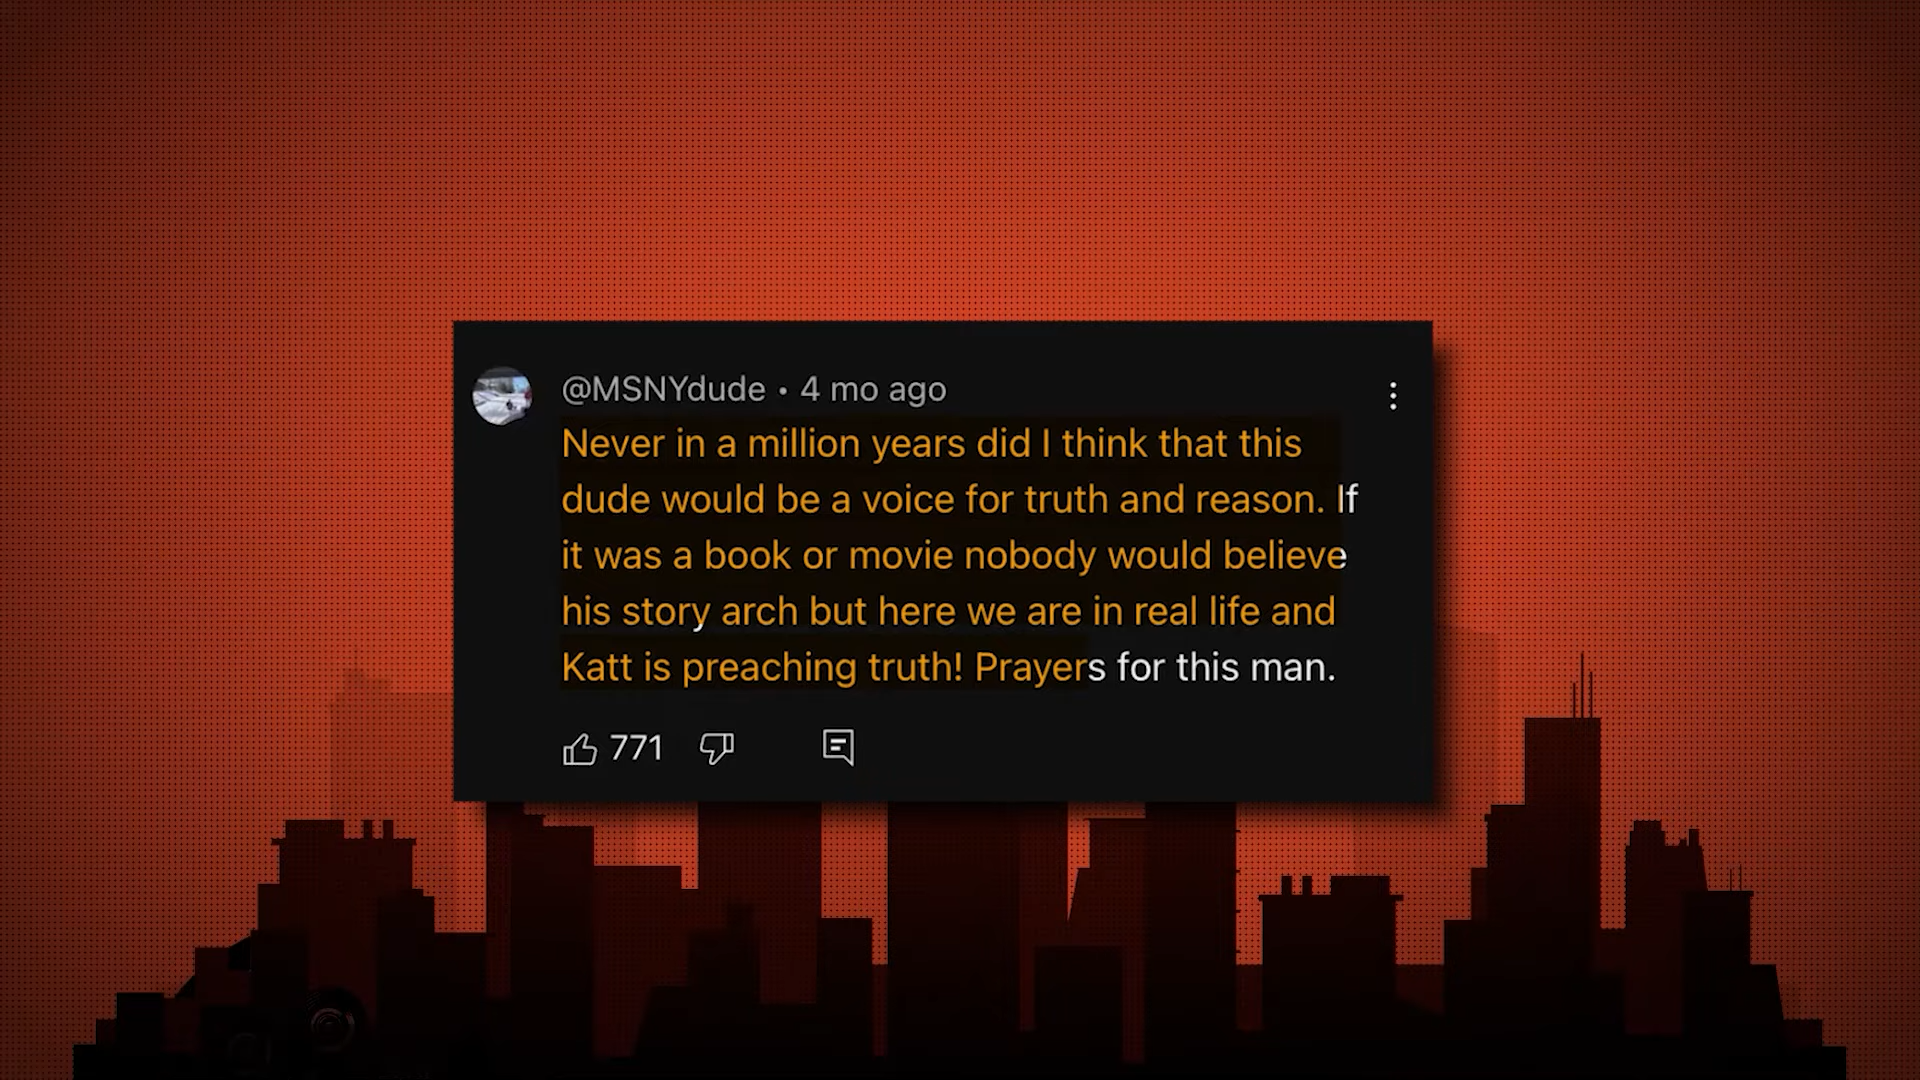 @MSNYdude • 4 mo ago
Never in a million years did I think that this
dude would be a voice for truth and reason. If
it was a book or movie nobody would believe
his story arch but here we are in real life and
Katt is preaching truth! Prayers for this man.
771